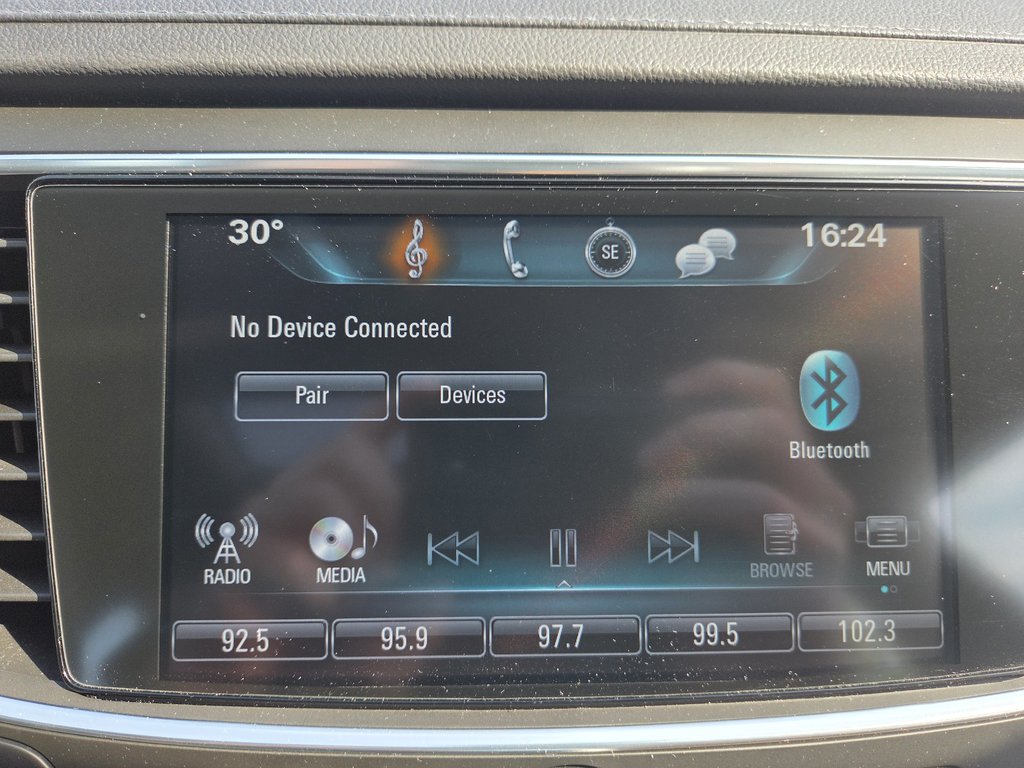 30° SE 16:24
No Device Connected
Pair Devices
Bluetooth
RADIO MEDIA BROWSE MENU
92.5 95.9 97.7 99.5 102.3